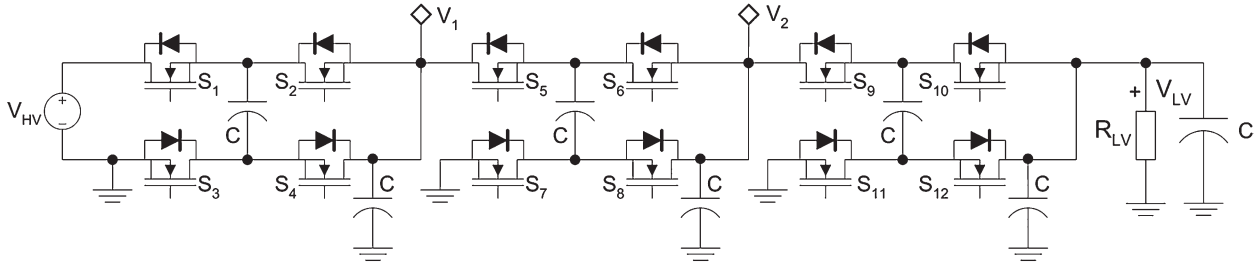 V1
V2
S1
S2
S5
S6
S9
S10
VHV
+
−
C
C
C
+
VLV
RLV
C
S3
S4
C
S7
S8
C
S11
S12
C